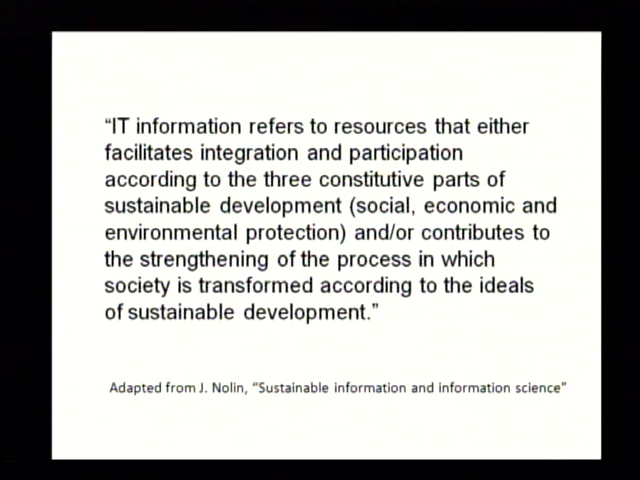 “IT information refers to resources that either
facilitates integration and participation
according to the three constitutive parts of
sustainable development (social, economic and
environmental protection) and/or contributes to
the strengthening of the process in which
society is transformed according to the ideals
of sustainable development.”
Adapted from J. Nolin, “Sustainable information and information science”